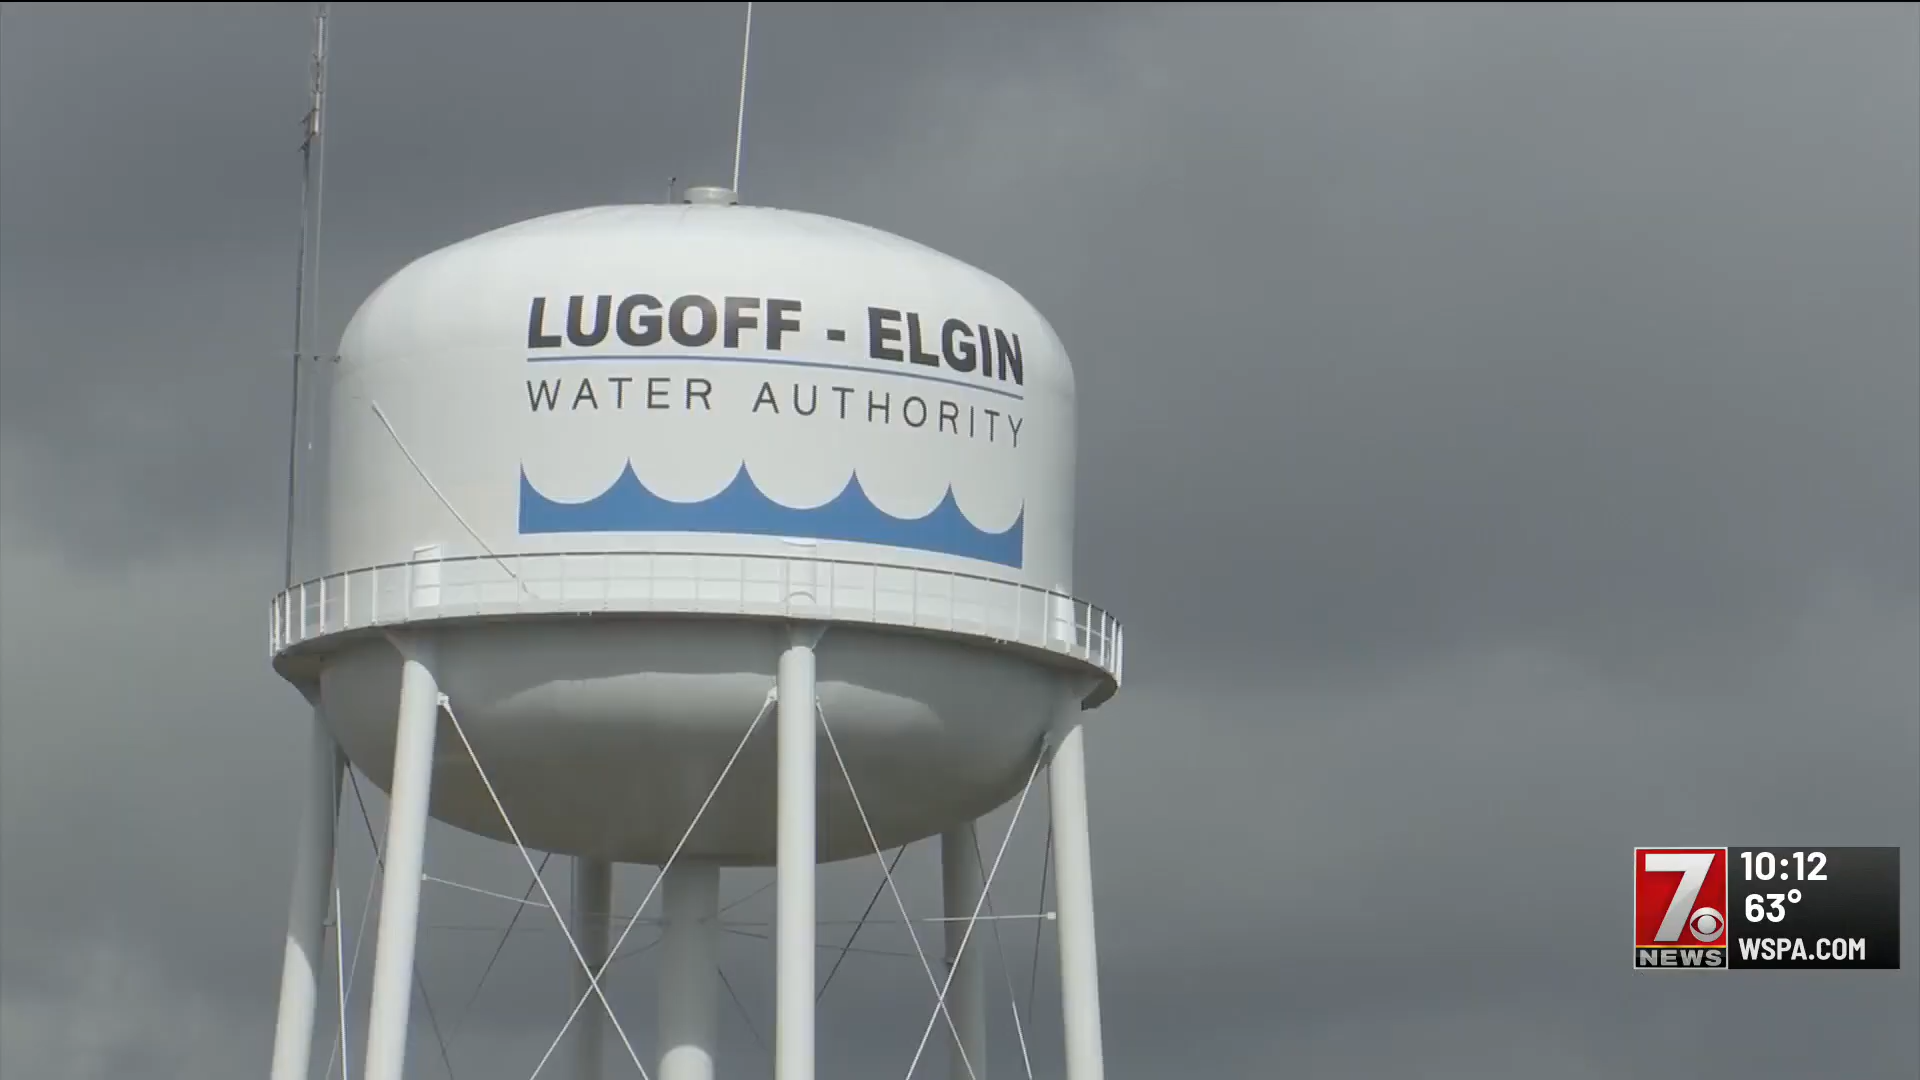 LUGOFF - ELGIN
WATER AUTHORITY
7
NEWS
10:12
63°
WSPA.COM